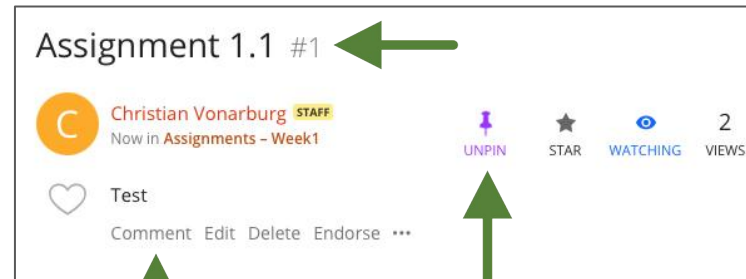 Assignment 1.1 #1
C
Christian Vonarburg STAFF
Now in Assignments – Week1
UNPIN
STAR
WATCHING
2
VIEWS
Test
Comment Edit Delete Endorse •••